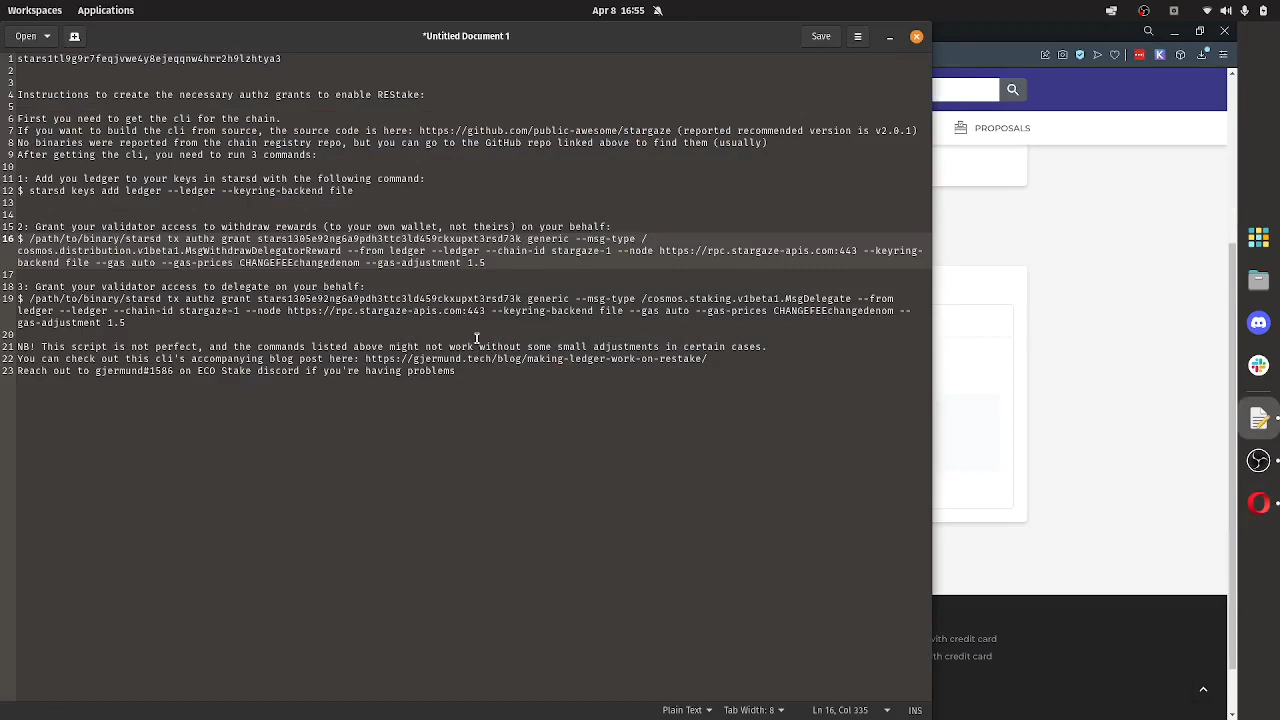 Workspaces Applications Apr 8 16:55
Open *Untitled Document 1 Save
1 stars1tl9g9r7feqjvwe4y8ejeqqnw4hrr2h9lzhtya3
2
3
4 Instructions to create the necessary authz grants to enable REStake:
5
6 First you need to get the cli for the chain.
7 If you want to build the cli from source, the source code is here: https://github.com/public-awesome/stargaze (reported recommended version is v2.0.1)
8 No binaries were reported from the chain registry repo, but you can go to the GitHub repo linked above to find them (usually)
9 After getting the cli, you need to run 3 commands:
10
11 1: Add you ledger to your keys in starsd with the following command:
12 $ starsd keys add ledger --ledger --keyring-backend file
13
14
15 2: Grant your validator access to withdraw rewards (to your own wallet, not theirs) on your behalf:
16 $ /path/to/binary/starsd tx authz grant stars1305e92ng6a9pdh3ttc3ld459ckxupxt3rsd73k generic --msg-type /
cosmos.distribution.v1beta1.MsgWithdrawDelegatorReward --from ledger --ledger --chain-id stargaze-1 --node https://rpc.stargaze-apis.com:443 --keyring-
backend file --gas auto --gas-prices CHANGEFEEchangedenom --gas-adjustment 1.5
17
18 3: Grant your validator access to delegate on your behalf:
19 $ /path/to/binary/starsd tx authz grant stars1305e92ng6a9pdh3ttc3ld459ckxupxt3rsd73k generic --msg-type /cosmos.staking.v1beta1.MsgDelegate --from
ledger --ledger --chain-id stargaze-1 --node https://rpc.stargaze-apis.com:443 --keyring-backend file --gas auto --gas-prices CHANGEFEEchangedenom --
gas-adjustment 1.5
20
21 NB! This script is not perfect, and the commands listed above might not work without some small adjustments in certain cases.
22 You can check out this cli's accompanying blog post here: https://gjermund.tech/blog/making-ledger-work-on-restake/
23 Reach out to gjermund#1586 on ECO Stake discord if you're having problems
PROPOSALS
with credit card
th credit card
Plain Text Tab Width: 8 Ln 16, Col 335 INS